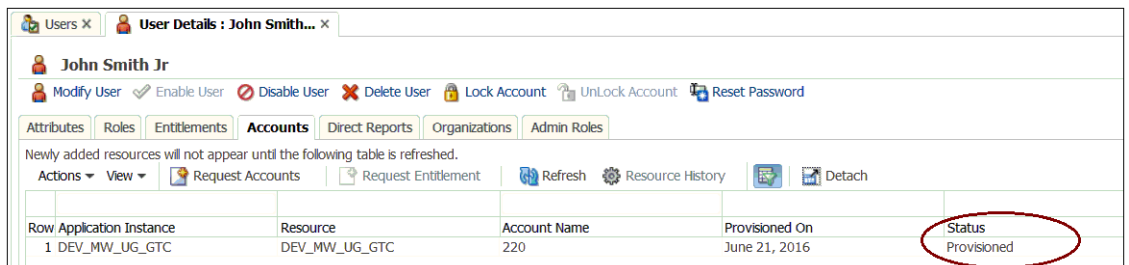 Users X User Details : John Smith... X
John Smith Jr
Modify User Enable User Disable User Delete User Lock Account UnLock Account Reset Password
Attributes Roles Entitlements Accounts Direct Reports Organizations Admin Roles
Newly added resources will not appear until the following table is refreshed.
Actions View Request Accounts Request Entitlement Refresh Resource History Detach
Row Application Instance Resource Account Name Provisioned On Status
1 DEV_MW_UG_GTC DEV_MW_UG_GTC 220 June 21, 2016 Provisioned